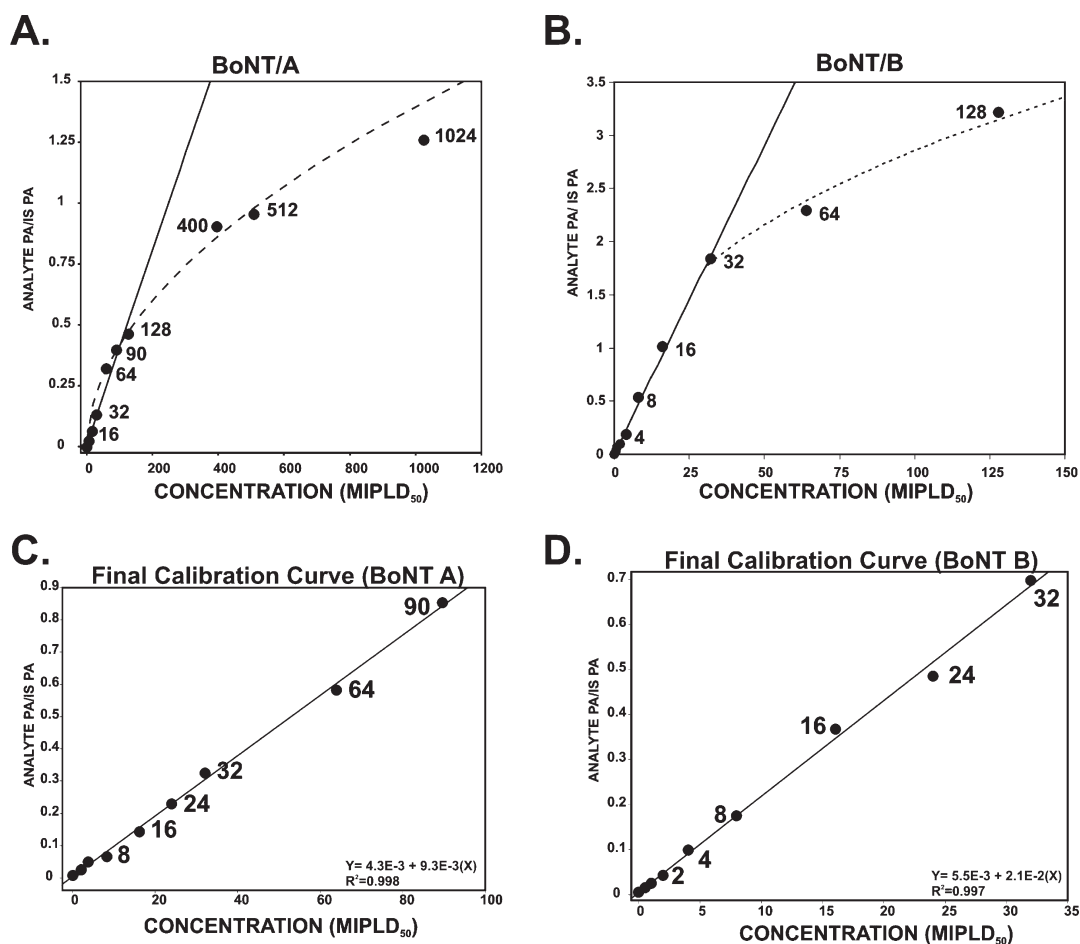 A.
BoNT/A
1.5
1.25
1
0.75
0.5
0.25
0
ANALYTE PA/IS PA
1024
512
400
128
90
64
32
16
0 200 400 600 800 1000 1200
CONCENTRATION (MIPLD50)
B.
BoNT/B
3.5
3
2.5
2
1.5
1
0.5
0
ANALYTE PA/ IS PA
128
64
32
16
8
4
0 25 50 75 100 125 150
CONCENTRATION (MIPLD50)
C.
Final Calibration Curve (BoNT A)
0.9
0.8
0.7
0.6
0.5
0.4
0.3
0.2
0.1
0
ANALYTE PA/IS PA
90
64
32
24
16
8
Y= 4.3E-3 + 9.3E-3(X)
R²=0.998
0 20 40 60 80 100
CONCENTRATION (MIPLD50)
D.
Final Calibration Curve (BoNT B)
0.7
0.6
0.5
0.4
0.3
0.2
0.1
0
ANALYTE PA/IS PA
32
24
16
8
4
2
Y= 5.5E-3 + 2.1E-2(X)
R²=0.997
0 5 10 15 20 25 30 35
CONCENTRATION (MIPLD50)